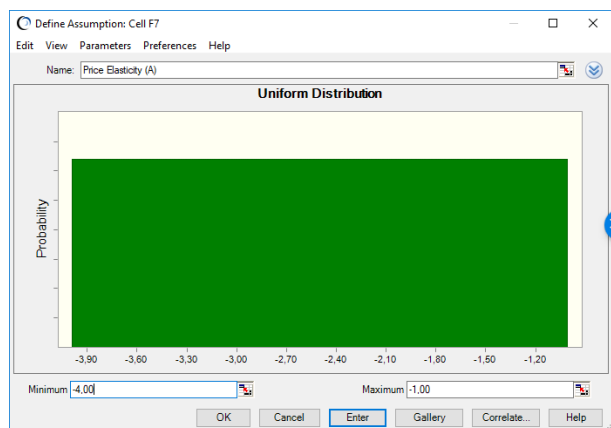 Define Assumption: Cell F7
Edit View Parameters Preferences Help
Name: Price Elasticity (A)
Uniform Distribution
Probability
-3,90 -3,60 -3,30 -3,00 -2,70 -2,40 -2,10 -1,80 -1,50 -1,20
Minimum -4,00 Maximum -1,00
OK Cancel Enter Gallery Correlate... Help